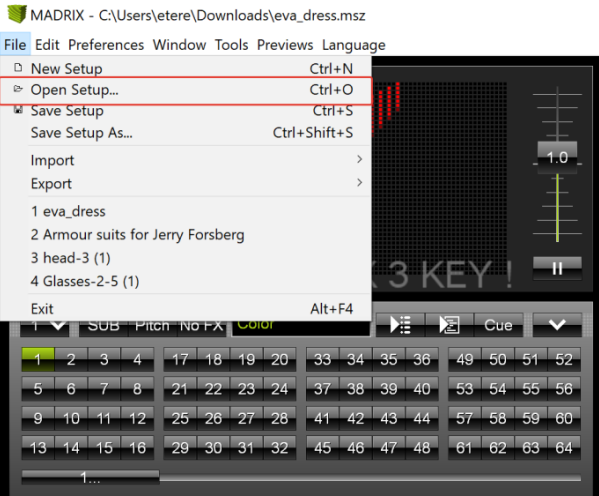 MADRIX - C:\Users\etere\Downloads\eva_dress.msz
File Edit Preferences Window Tools Previews Language
New Setup Ctrl+N
Open Setup... Ctrl+O
Save Setup Ctrl+S
Save Setup As... Ctrl+Shift+S
Import
Export
1 eva_dress
2 Armour suits for Jerry Forsberg
3 head-3 (1)
4 Glasses-2-5 (1)
Exit Alt+F4
1.0
3 KEY !
1 SUB Pitch No FX Color Cue
1 2 3 4 17 18 19 20 33 34 35 36 49 50 51 52
5 6 7 8 21 22 23 24 37 38 39 40 53 54 55 56
9 10 11 12 25 26 27 28 41 42 43 44 57 58 59 60
13 14 15 16 29 30 31 32 45 46 47 48 61 62 63 64
1...